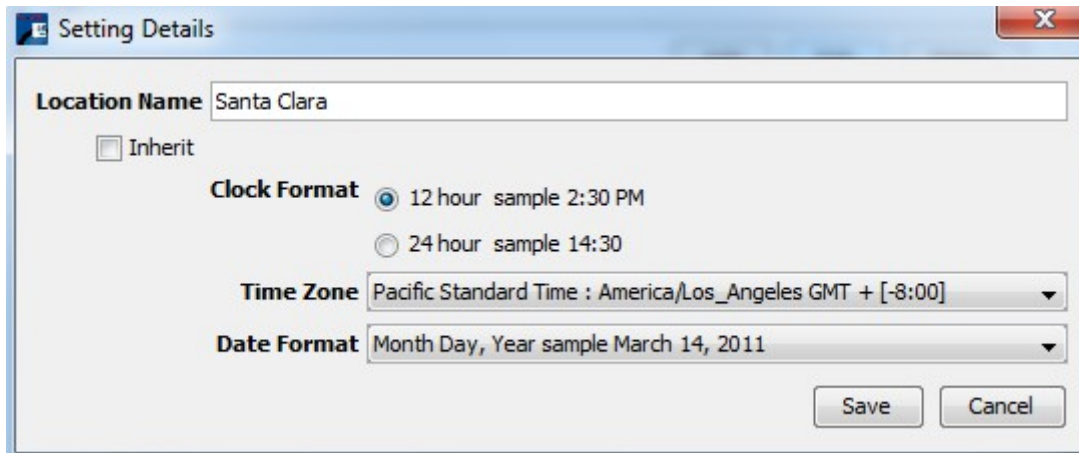 Setting Details
Location Name Santa Clara
Inherit
Clock Format 12 hour sample 2:30 PM
24 hour sample 14:30
Time Zone Pacific Standard Time : America/Los_Angeles GMT + [-8:00]
Date Format Month Day, Year sample March 14, 2011
Save Cancel